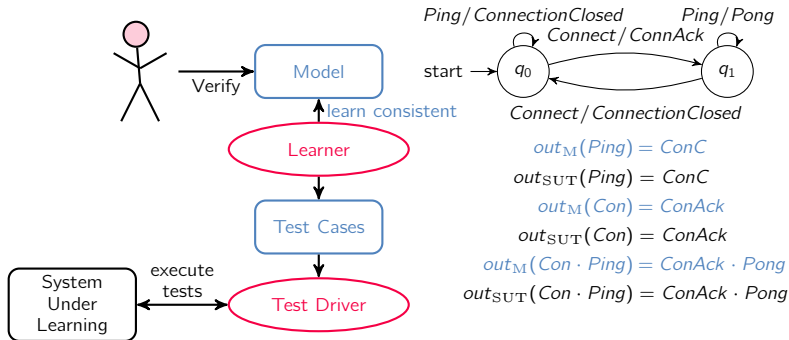 Verify
Model
learn consistent
Learner
Test Cases
execute
tests
System
Under
Learning
Test Driver
Ping/ConnectionClosed
Ping/Pong
Connect/ConnAck
start
q0
q1
Connect/ConnectionClosed
outM(Ping) = ConC
outSUT(Ping) = ConC
outM(Con) = ConAck
outSUT(Con) = ConAck
outM(Con · Ping) = ConAck · Pong
outSUT(Con · Ping) = ConAck · Pong